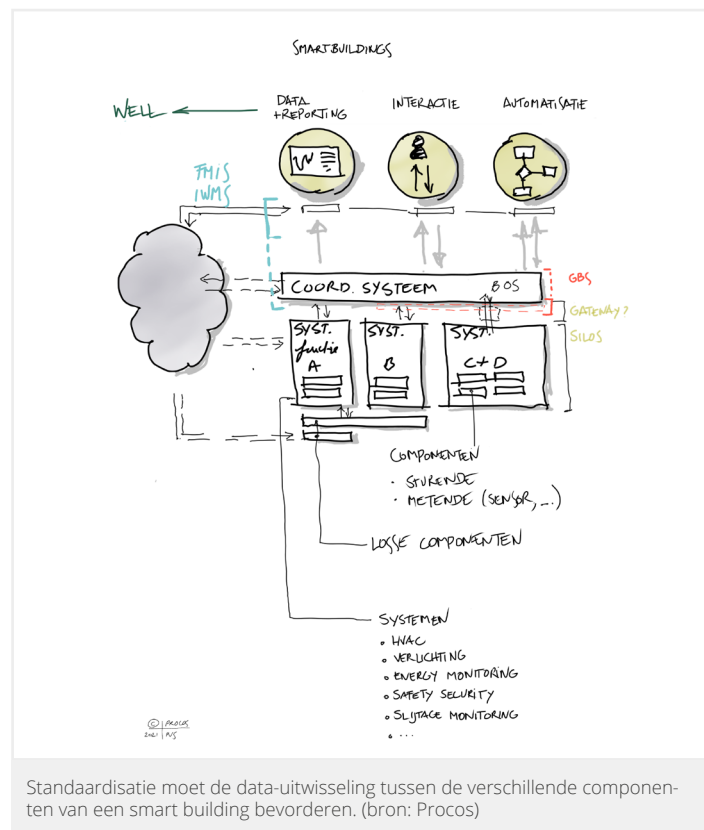 SMARTBUILDINGS
WELL
DATA
+REPORTING
INTERACTIE
AUTOMATISATIE
FMiS
IWMS
COORD. SYSTEEM
BOS
GBS
GATEWAY?
SILOS
SYST.
functie
A
SYST.
B
SYST.
C+D
COMPONENTEN
· STURENDE
· METENDE (SENSOR, ...)
LOSSE COMPONENTEN
SYSTEMEN
• HVAC
• VERLICHTING
• ENERGY MONITORING
• SAFETY SECURITY
• SLIJTAGE MONITORING
• ...
© | PROCOS
2021 | NS
Standaardisatie moet de data-uitwisseling tussen de verschillende componen-
ten van een smart building bevorderen. (bron: Procos)